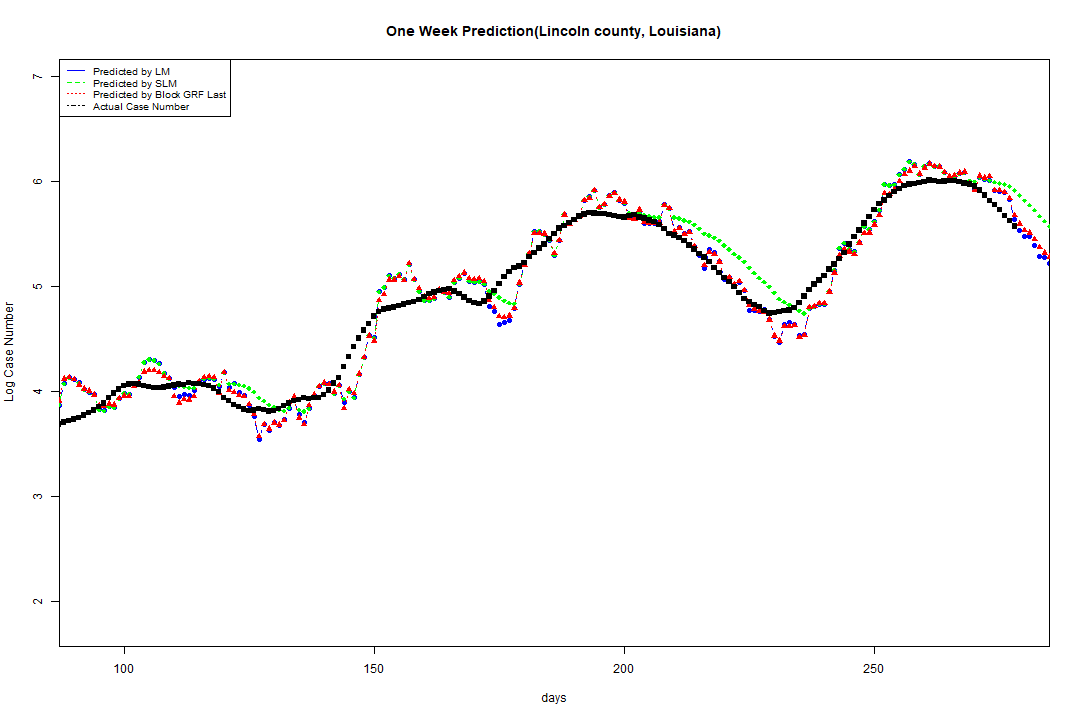 One Week Prediction(Lincoln county, Louisiana)
Predicted by LM
Predicted by SLM
Predicted by Block GRF Last
Actual Case Number
7
6
5
4
3
2
Log Case Number
100 150 200 250
days